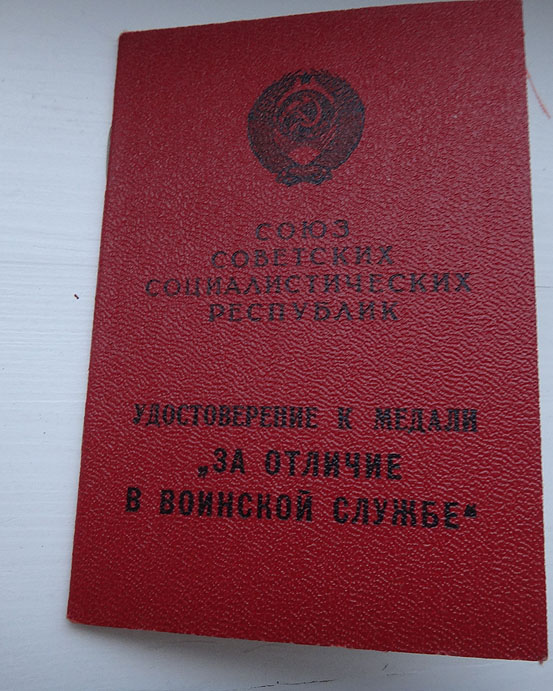 СОЮЗ
СОВЕТСКИХ
СОЦИАЛИСТИЧЕСКИХ
РЕСПУБЛИК
УДОСТОВЕРЕНИЕ К МЕДАЛИ
„ЗА ОТЛИЧИЕ
В ВОИНСКОЙ СЛУЖБЕ“